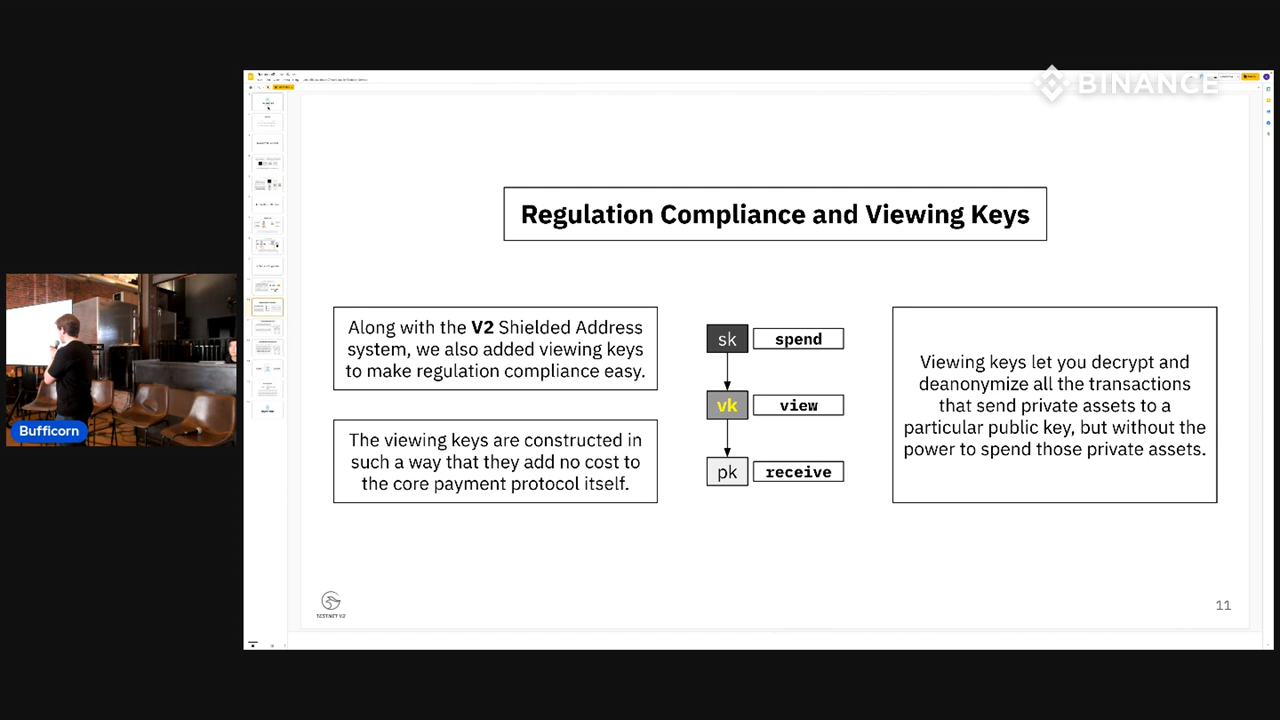 BINANCE
Regulation Compliance and Viewing Keys
Along with the V2 Shielded Address
system, we also added viewing keys
to make regulation compliance easy.
The viewing keys are constructed in
such a way that they add no cost to
the core payment protocol itself.
sk
spend
vk
view
pk
receive
Viewing keys let you decrypt and
deanonymize all the transactions
that send private assets to a
particular public key, but without the
power to spend those private assets.
Bufficorn
TESTNET V2
11